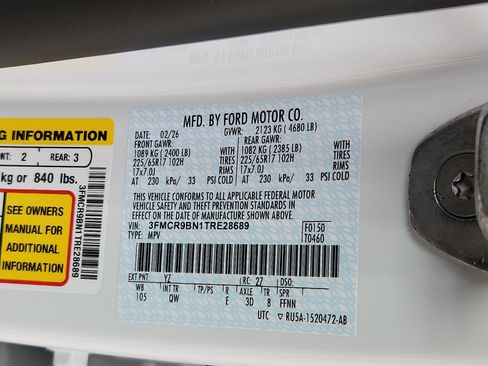 MFD. BY FORD MOTOR CO.
02/26 GVWR: 2123 KG (4680 LB)
FRONT GAWR: REAR GAWR:
1089 KG (2400 LB) WITH 1082 KG (2385 LB) WITH
225/65R17 102H TIRES 225/65R17 102H TIRES
17x7.0J RIMS 17x7.0J RIMS
AT 230 kPa/ 33 PSI COLD AT 230 kPa/ 33 PSI COLD
THIS VEHICLE CONFORMS TO ALL APPLICABLE FEDERAL MOTOR
VEHICLE SAFETY AND THEFT PREVENTION STANDARDS IN EFFECT
ON THE DATE OF MANUFACTURE SHOWN ABOVE.
VIN: 3FMCR9BN1TRE28689 F0150
TYPE: MPV T0460
EXT PNT: YZ RC: 27 DSO:
WB INT TR TP/PS R AXLE TR SPR
105 QW E 3D 8 FFNN
UTC RU5A-1520472-AB
G INFORMATION
FRONT: 2 REAR: 3
kg or 840 lbs.
SEE OWNERS
MANUAL FOR
ADDITIONAL
INFORMATION
3FMCR9BN1TRE28689